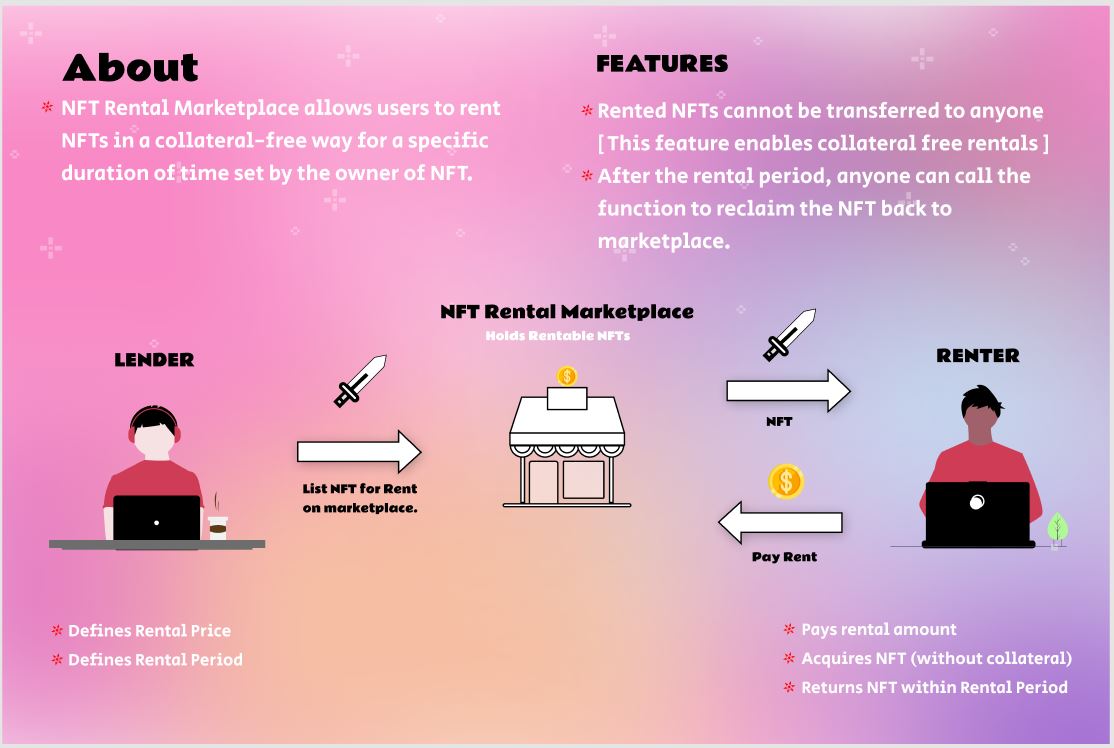 About
* NFT Rental Marketplace allows users to rent
NFTs in a collateral-free way for a specific
duration of time set by the owner of NFT.
FEATURES
* Rented NFTs cannot be transferred to anyone
[ This feature enables collateral free rentals ]
* After the rental period, anyone can call the
function to reclaim the NFT back to
marketplace.
NFT Rental Marketplace
Holds Rentable NFTs
LENDER
List NFT for Rent
on marketplace.
$
NFT
$
Pay Rent
RENTER
* Defines Rental Price
* Defines Rental Period
* Pays rental amount
* Acquires NFT (without collateral)
* Returns NFT within Rental Period